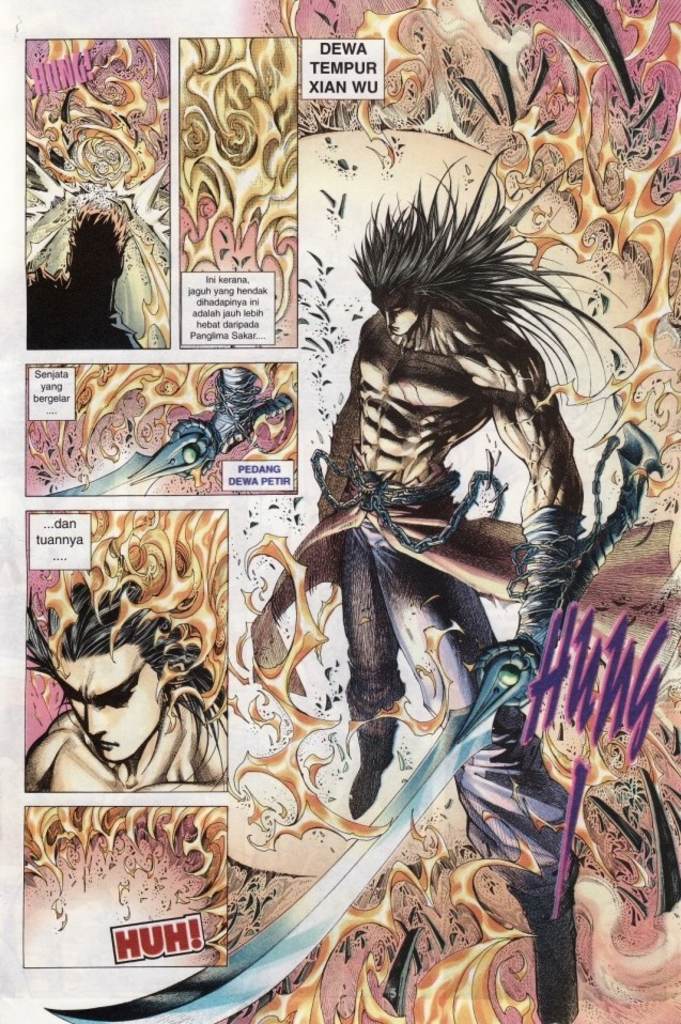 HUNG!
DEWA
TEMPUR
XIAN WU
Ini kerana,
jaguh yang hendak
dihadapinya ini
adalah jauh lebih
hebat daripada
Panglima Sakar....
Senjata
yang
bergelar
....
PEDANG
DEWA PETIR
...dan
tuannya
....
HUNG
!
HUH!
5